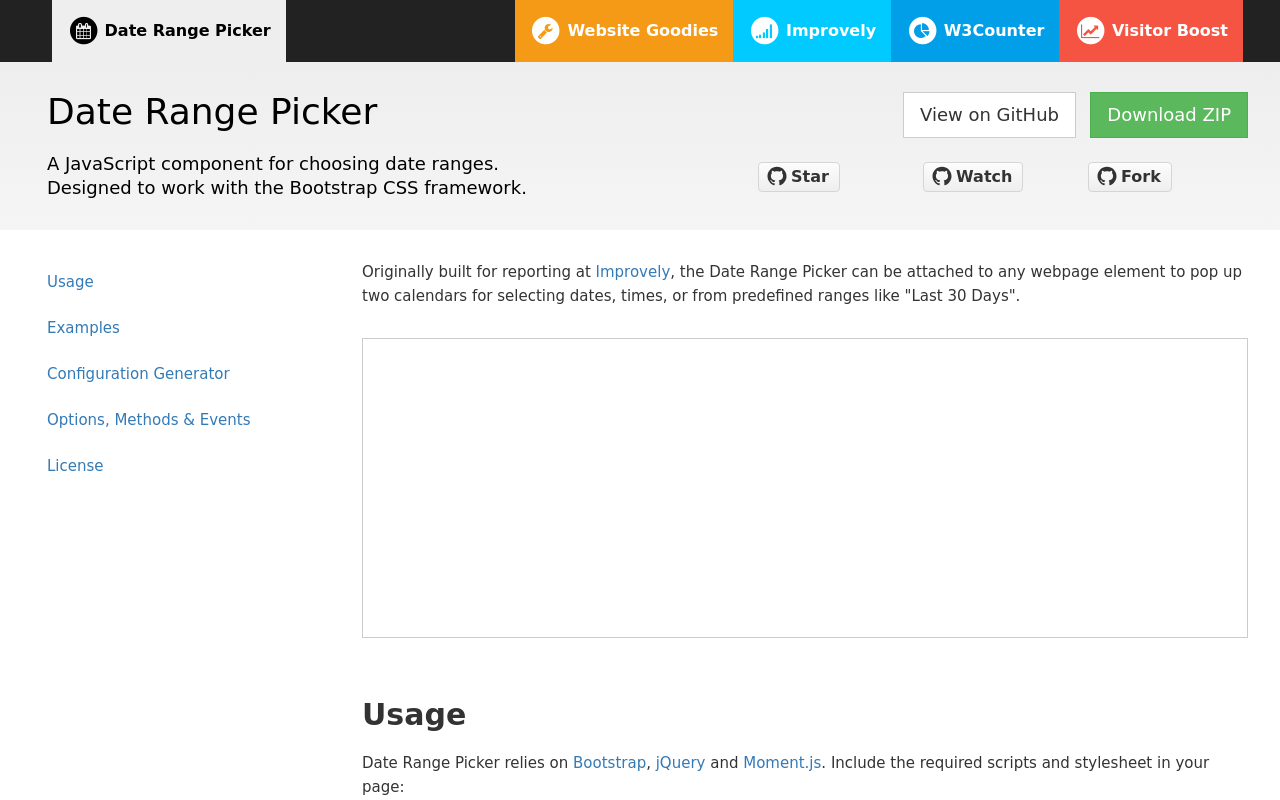 Date Range Picker
Website Goodies
Improvely
W3Counter
Visitor Boost
Date Range Picker
View on GitHub
Download ZIP
A JavaScript component for choosing date ranges.
Designed to work with the Bootstrap CSS framework.
Star
Watch
Fork
Usage
Examples
Configuration Generator
Options, Methods & Events
License
Originally built for reporting at Improvely, the Date Range Picker can be attached to any webpage element to pop up
two calendars for selecting dates, times, or from predefined ranges like "Last 30 Days".
Usage
Date Range Picker relies on Bootstrap, jQuery and Moment.js. Include the required scripts and stylesheet in your
page: